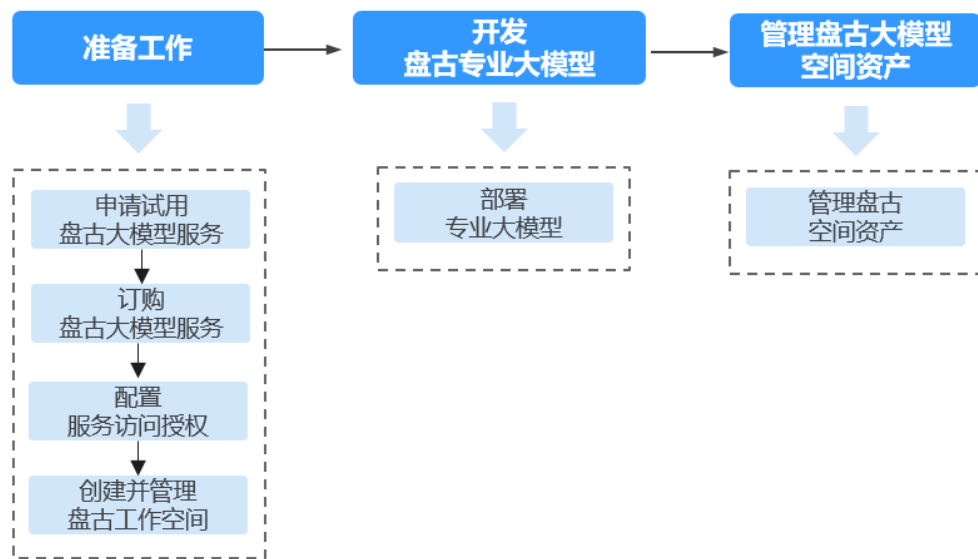 准备工作
开发
盘古专业大模型
管理盘古大模型
空间资产
申请试用
盘古大模型服务
订购
盘古大模型服务
配置
服务访问授权
创建并管理
盘古工作空间
部署
专业大模型
管理盘古
空间资产